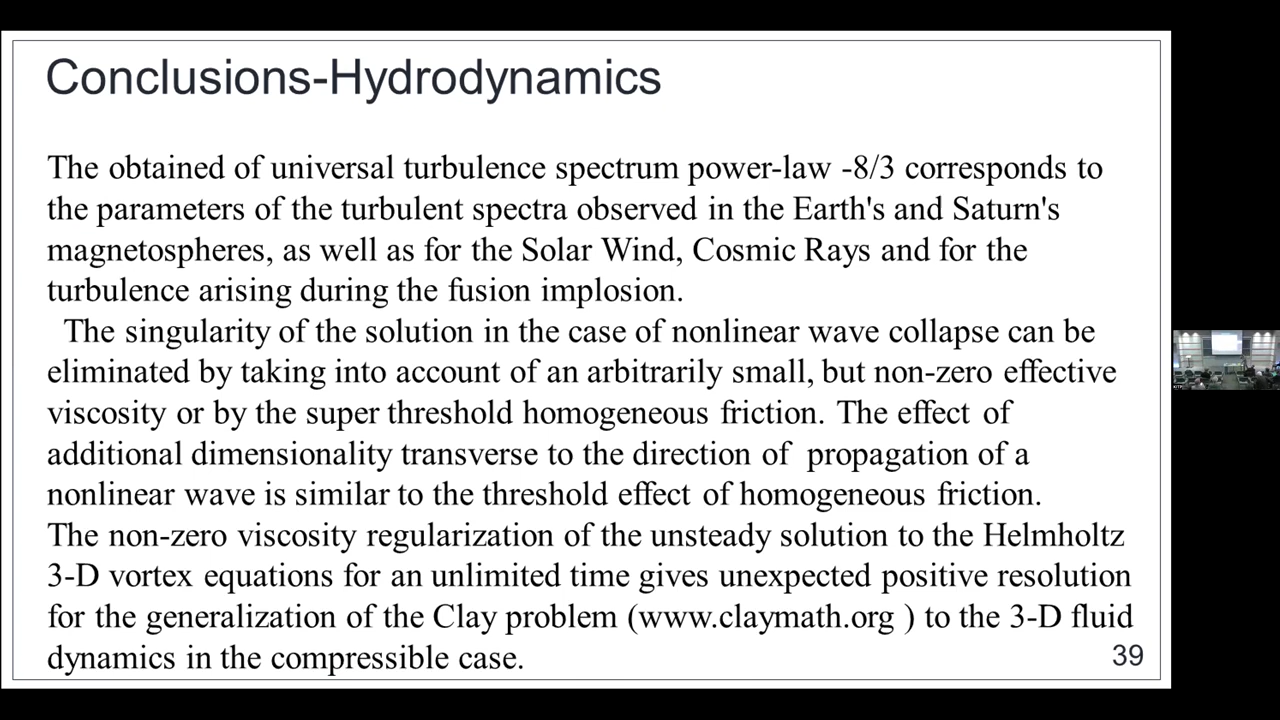 Conclusions-Hydrodynamics
The obtained of universal turbulence spectrum power-law -8/3 corresponds to
the parameters of the turbulent spectra observed in the Earth's and Saturn's
magnetospheres, as well as for the Solar Wind, Cosmic Rays and for the
turbulence arising during the fusion implosion.
The singularity of the solution in the case of nonlinear wave collapse can be
eliminated by taking into account of an arbitrarily small, but non-zero effective
viscosity or by the super threshold homogeneous friction. The effect of
additional dimensionality transverse to the direction of propagation of a
nonlinear wave is similar to the threshold effect of homogeneous friction.
The non-zero viscosity regularization of the unsteady solution to the Helmholtz
3-D vortex equations for an unlimited time gives unexpected positive resolution
for the generalization of the Clay problem (www.claymath.org ) to the 3-D fluid
dynamics in the compressible case.
39